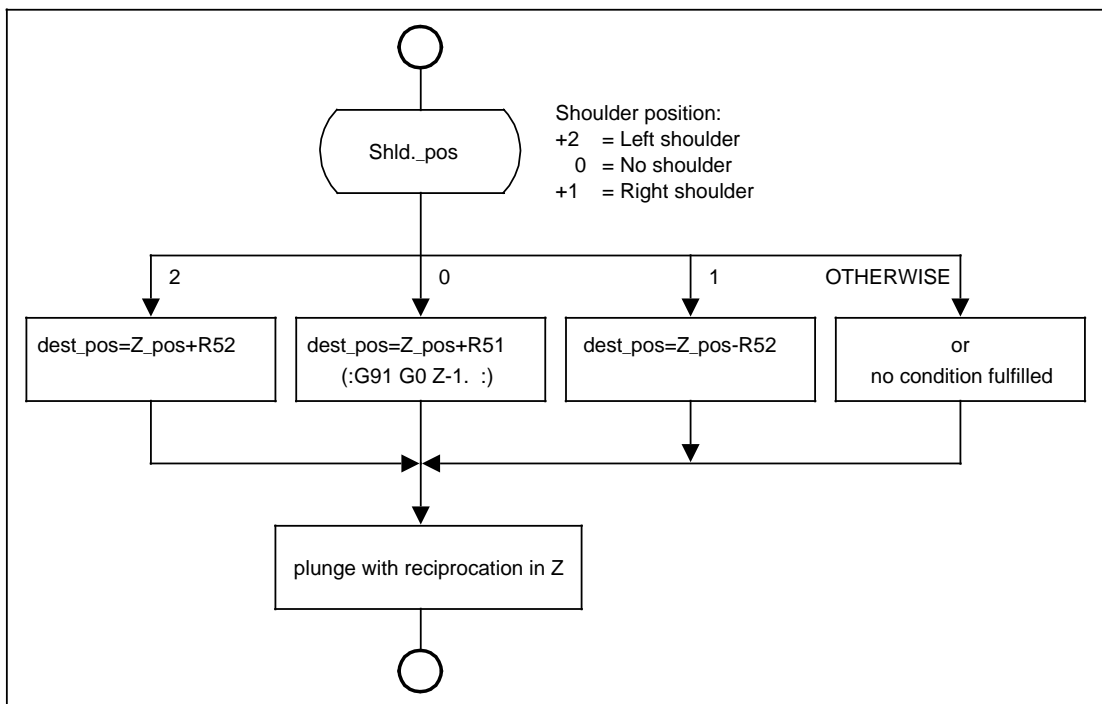 Shld._pos
Shoulder position:
+2 = Left shoulder
0 = No shoulder
+1 = Right shoulder
2
0
1
OTHERWISE
dest_pos=Z_pos+R52
dest_pos=Z_pos+R51
(:G91 G0 Z-1. :)
dest_pos=Z_pos-R52
or
no condition fulfilled
plunge with reciprocation in Z